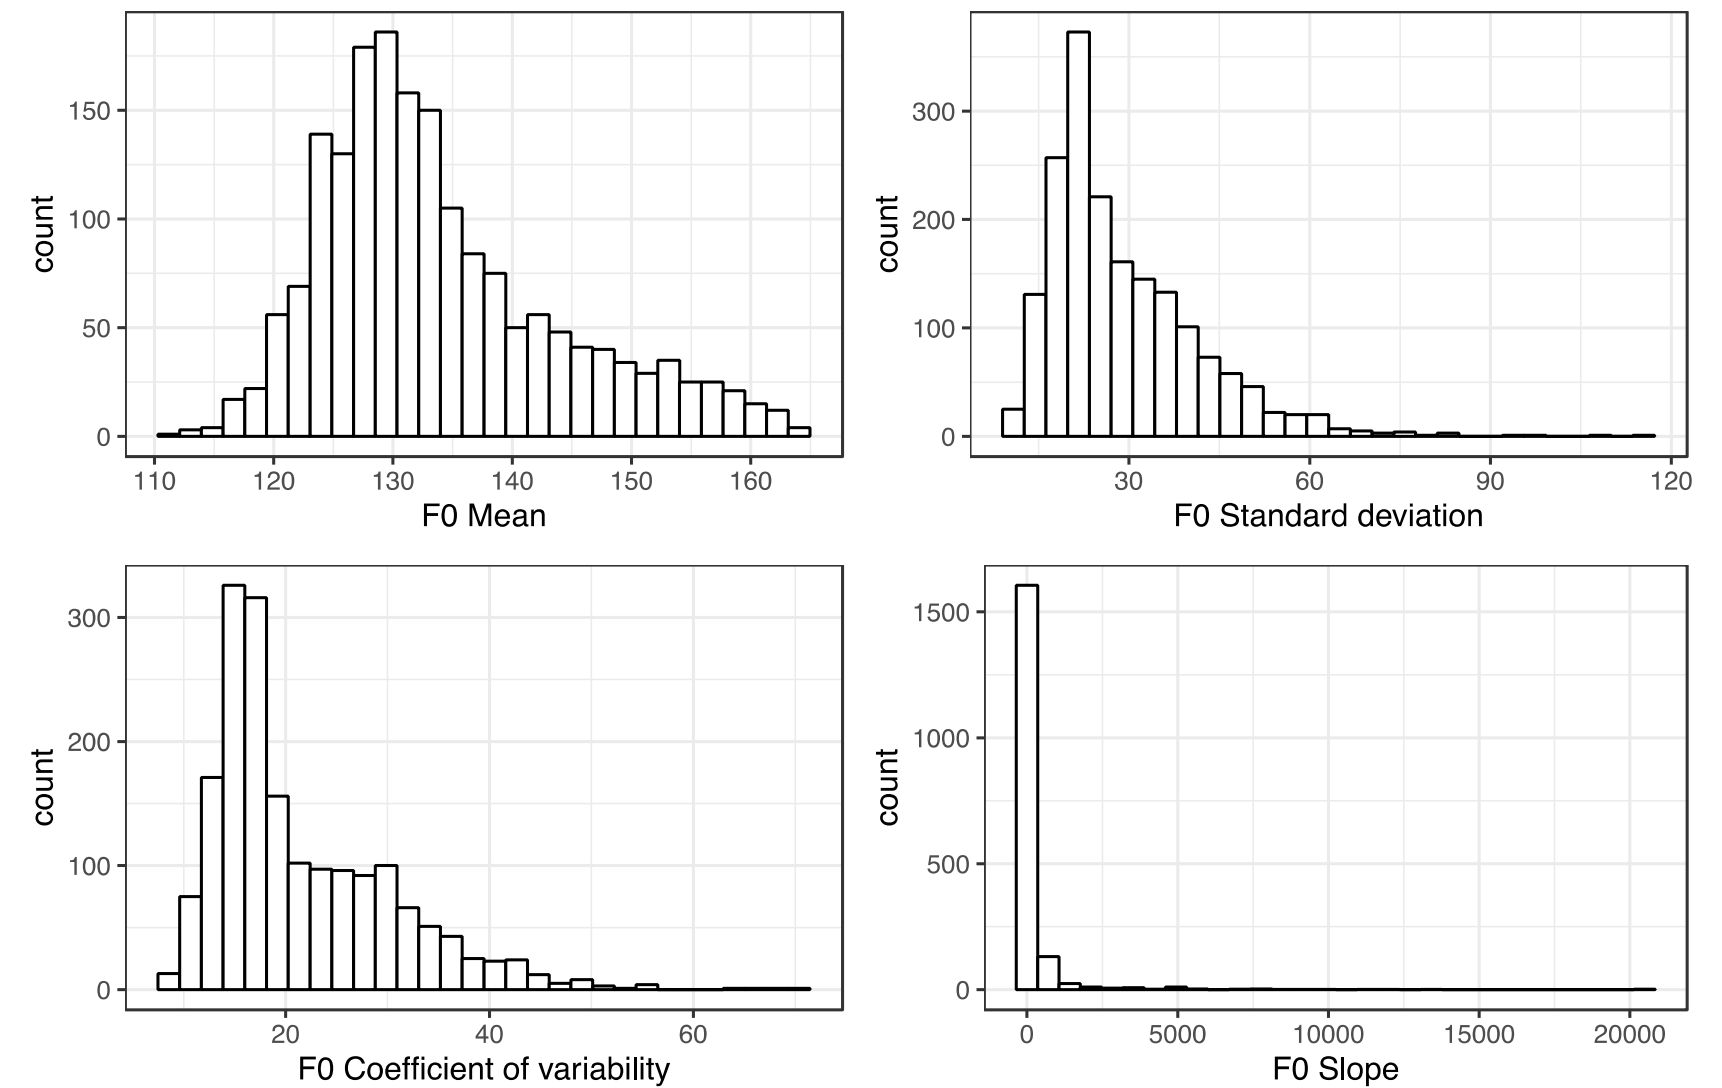 count
150
100
50
0
110 120 130 140 150 160
F0 Mean
count
300
200
100
0
30 60 90 120
F0 Standard deviation
count
300
200
100
0
20 40 60
F0 Coefficient of variability
count
1500
1000
500
0
0 5000 10000 15000 20000
F0 Slope